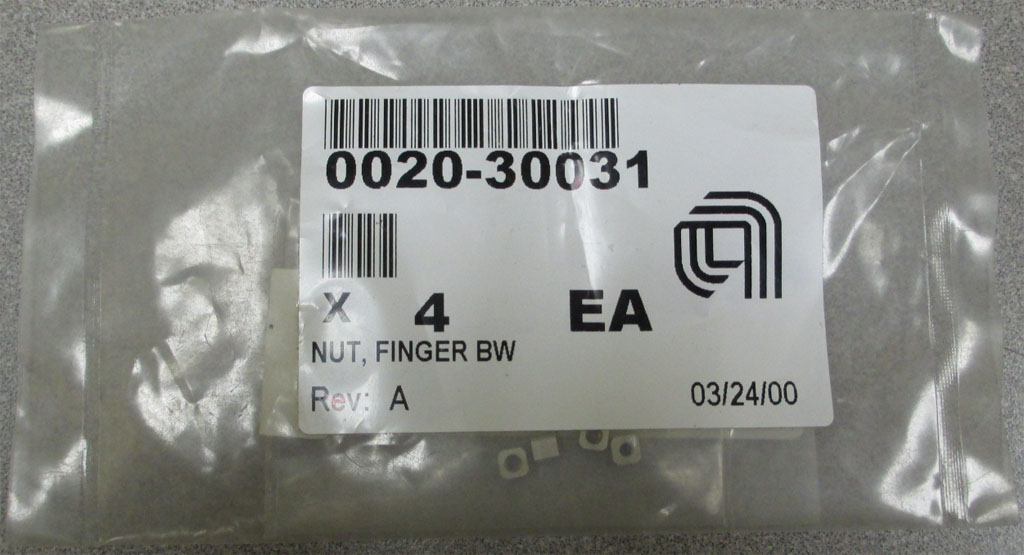 0020-30031
X 4 EA
NUT, FINGER BW
Rev: A 03/24/00